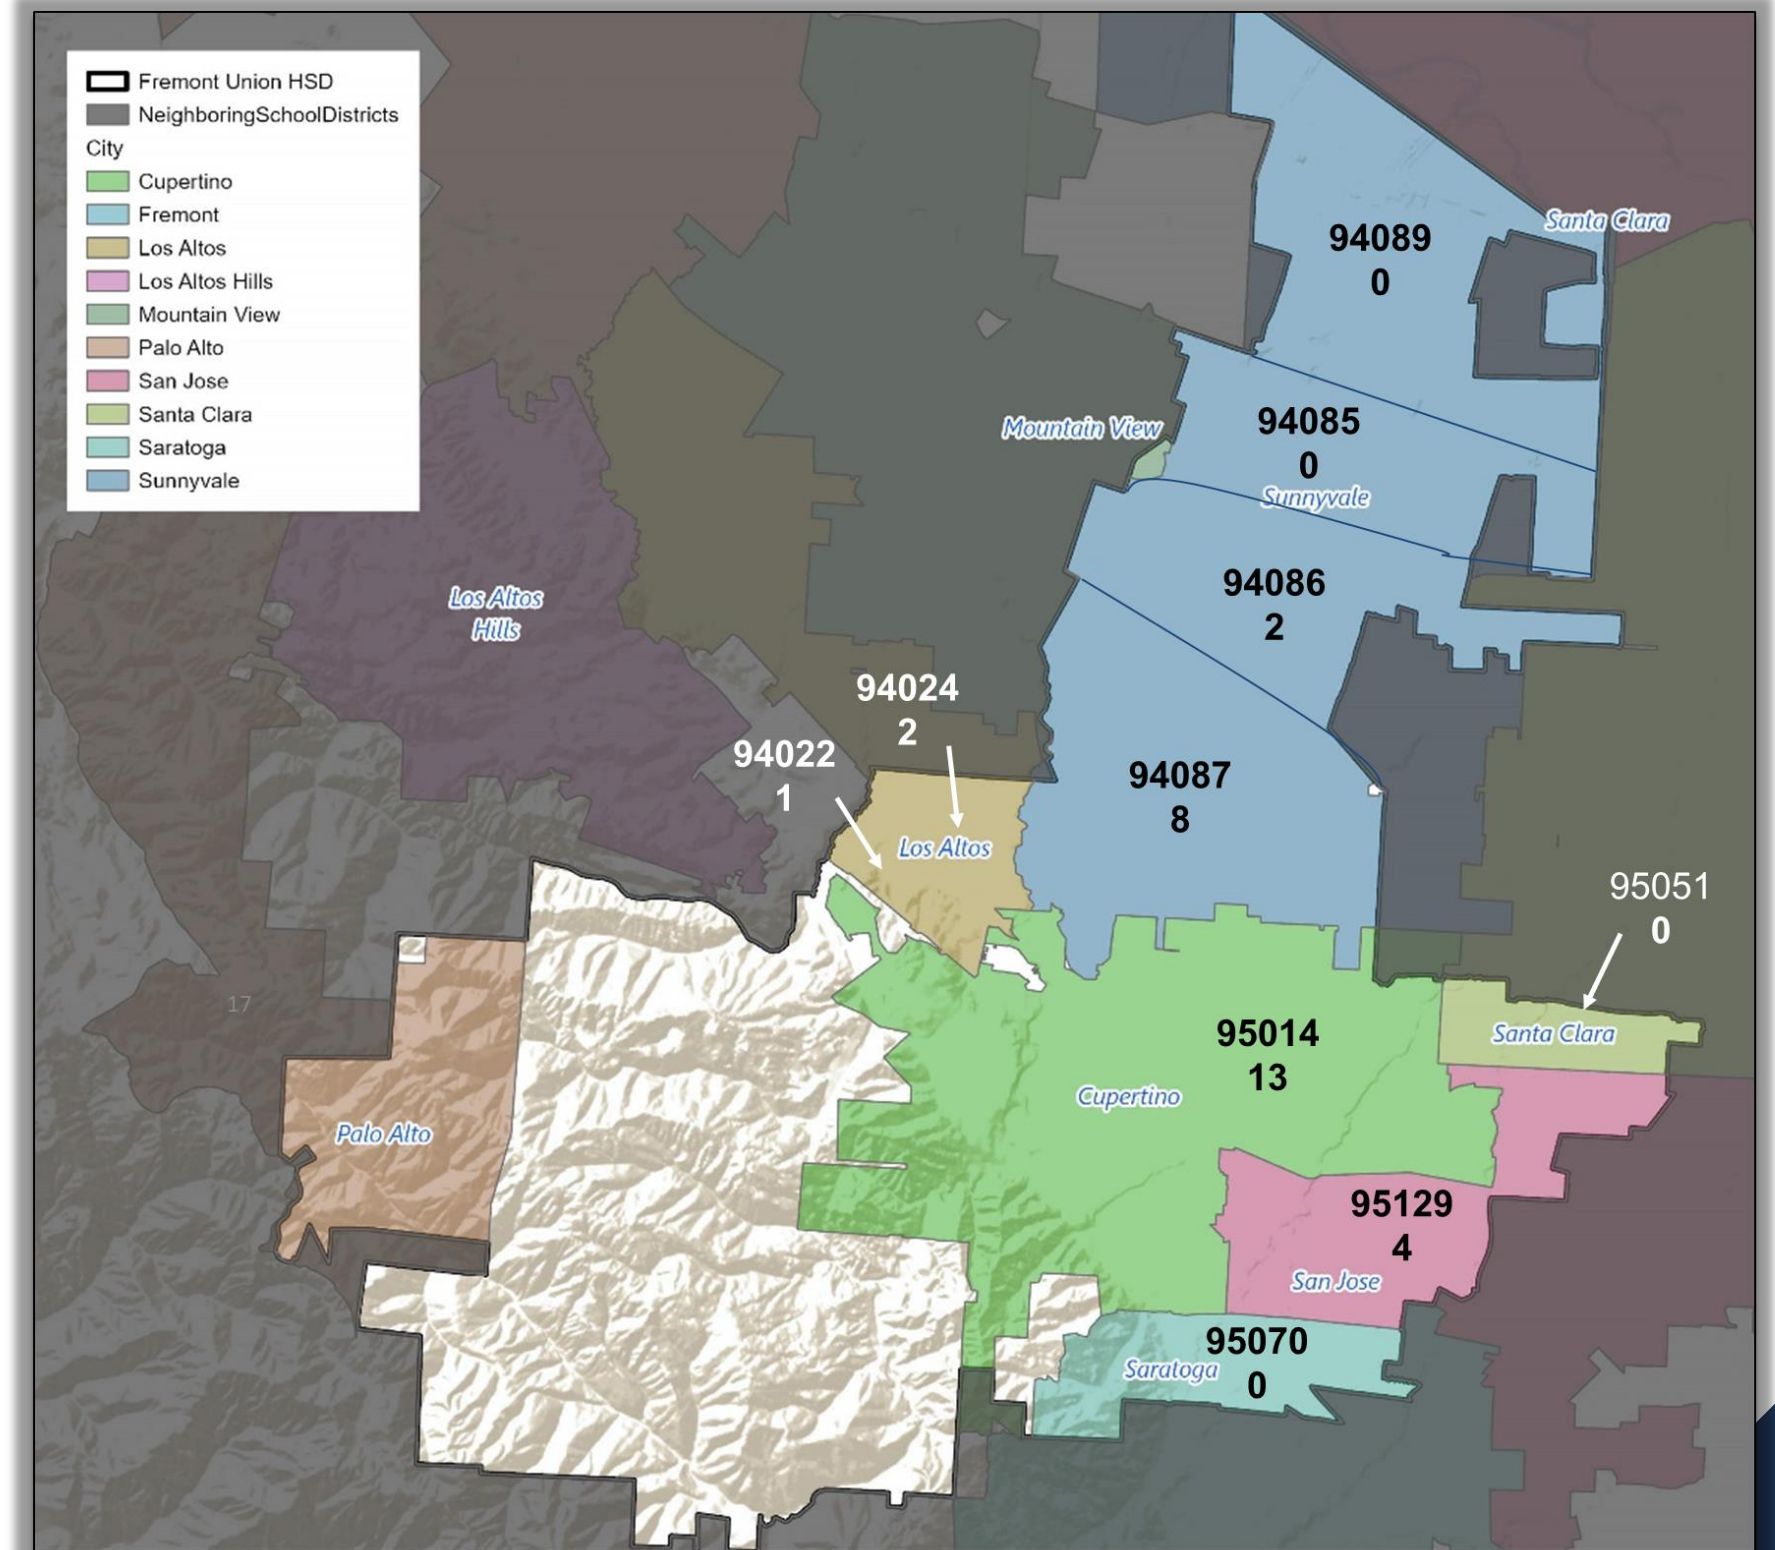 Fremont Union HSD
NeighboringSchoolDistricts
City
Cupertino
Fremont
Los Altos
Los Altos Hills
Mountain View
Palo Alto
San Jose
Santa Clara
Saratoga
Sunnyvale
Santa Clara
94089
0
Mountain View
94085
0
Sunnyvale
94086
2
Los Altos
Hills
94024
2
94022
1
94087
8
Los Altos
95051
0
17
95014
13
Santa Clara
Cupertino
Palo Alto
95129
4
San Jose
95070
0
Saratoga